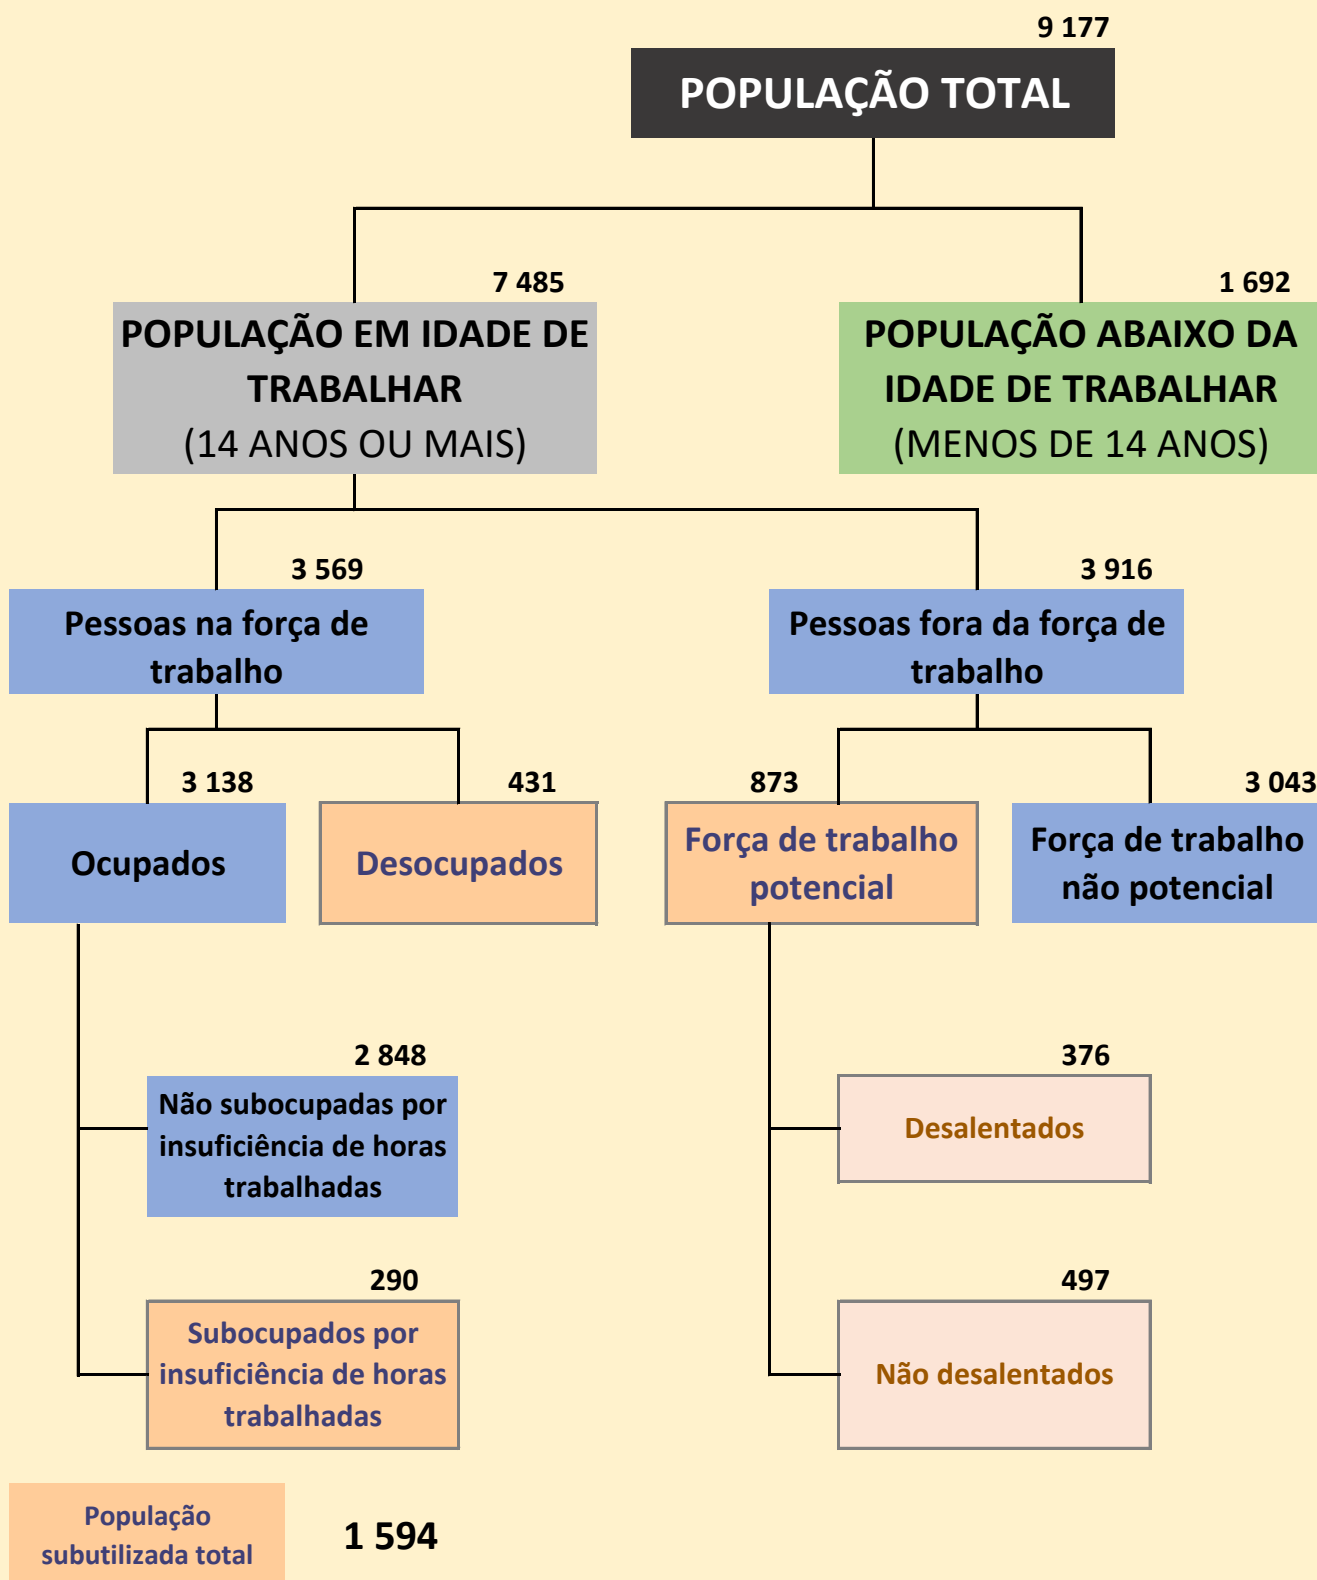 9 177
POPULAÇÃO TOTAL
7 485
POPULAÇÃO EM IDADE DE
TRABALHAR
(14 ANOS OU MAIS)
1 692
POPULAÇÃO ABAIXO DA
IDADE DE TRABALHAR
(MENOS DE 14 ANOS)
3 569
Pessoas na força de
trabalho
3 916
Pessoas fora da força de
trabalho
3 138
Ocupados
431
Desocupados
873
Força de trabalho
potencial
3 043
Força de trabalho
não potencial
2 848
Não subocupadas por
insuficiência de horas
trabalhadas
376
Desalentados
290
Subocupados por
insuficiência de horas
trabalhadas
497
Não desalentados
População
subutilizada total
1 594